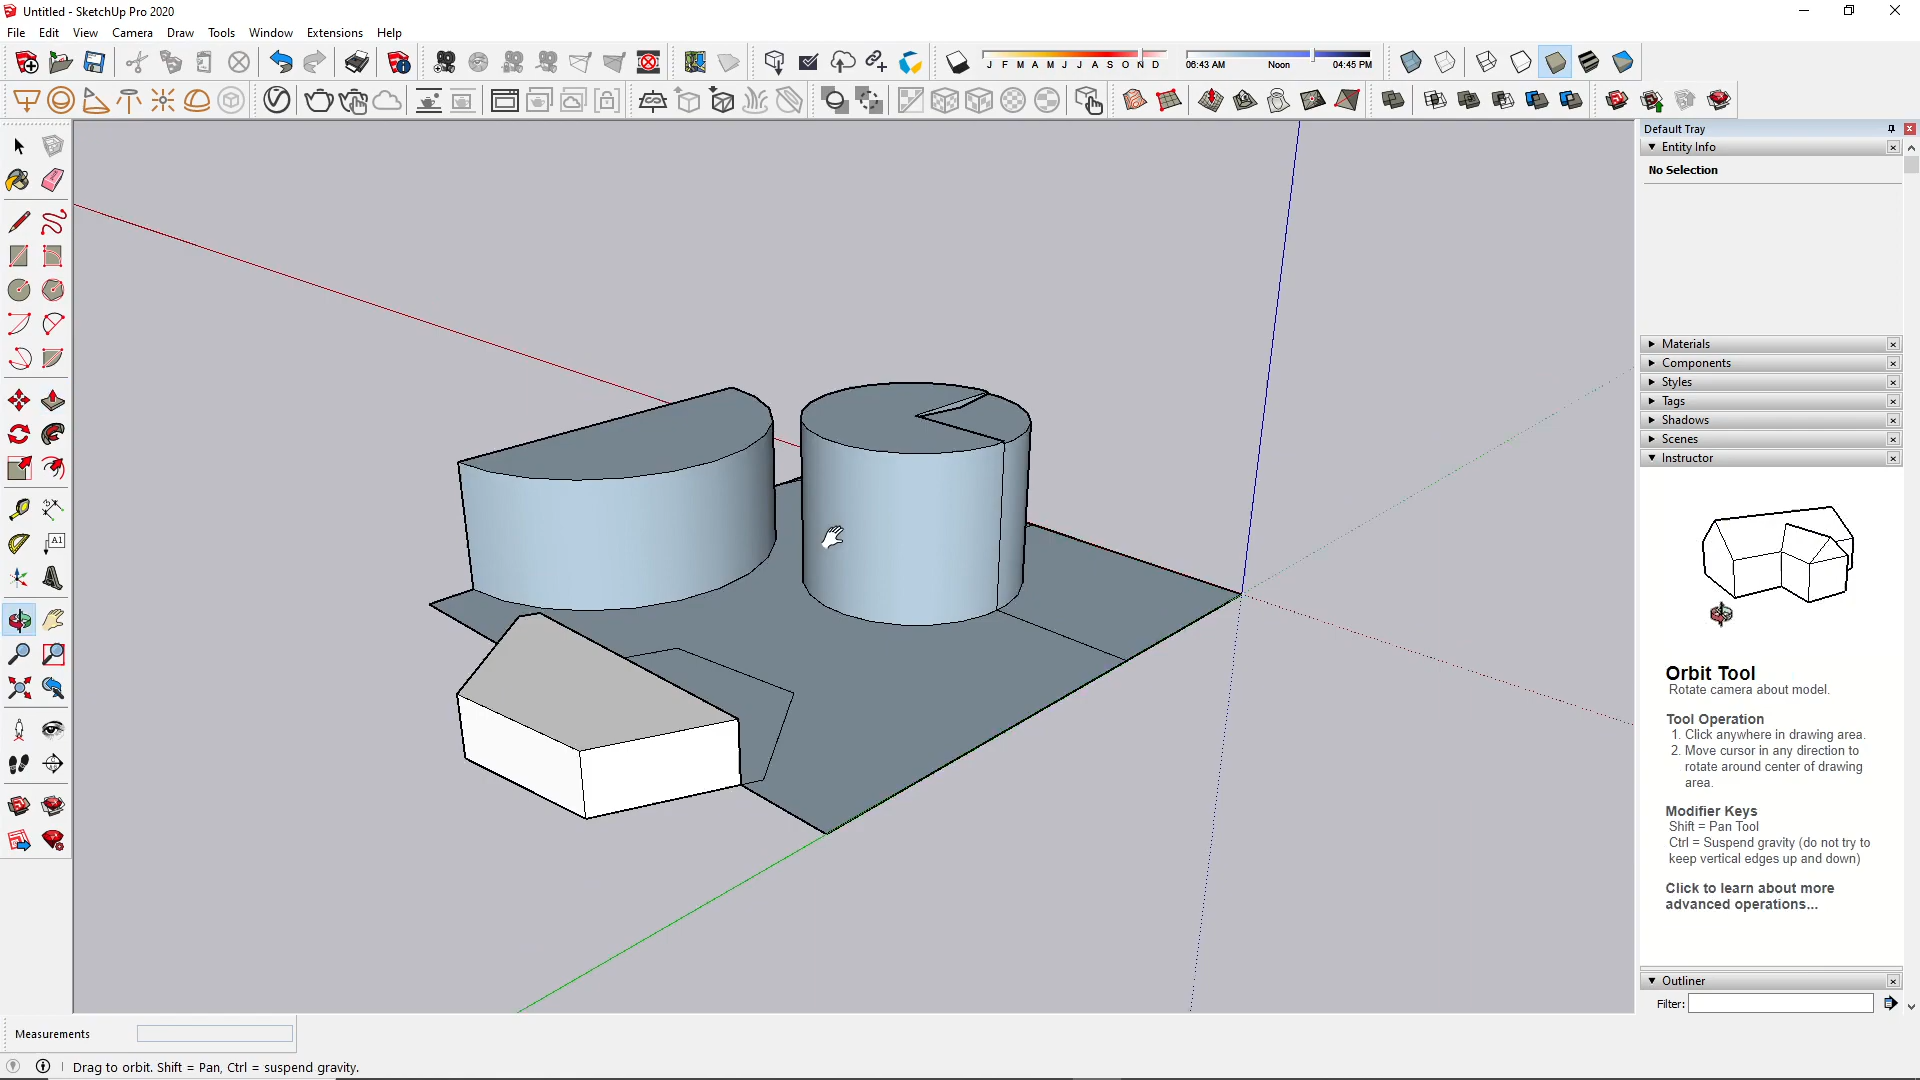 Untitled - SketchUp Pro 2020
File Edit View Camera Draw Tools Window Extensions Help
J F M A M J J A S O N D
06:43 AM Noon 04:45 PM
Default Tray
Entity Info
No Selection
Materials
Components
Styles
Tags
Shadows
Scenes
Instructor
Orbit Tool
Rotate camera about model.
Tool Operation
1. Click anywhere in drawing area.
2. Move cursor in any direction to
rotate around center of drawing
area.
Modifier Keys
Shift = Pan Tool
Ctrl = Suspend gravity (do not try to
keep vertical edges up and down)
Click to learn about more
advanced operations...
Outliner
Filter:
A1
Measurements
Drag to orbit. Shift = Pan, Ctrl = suspend gravity.